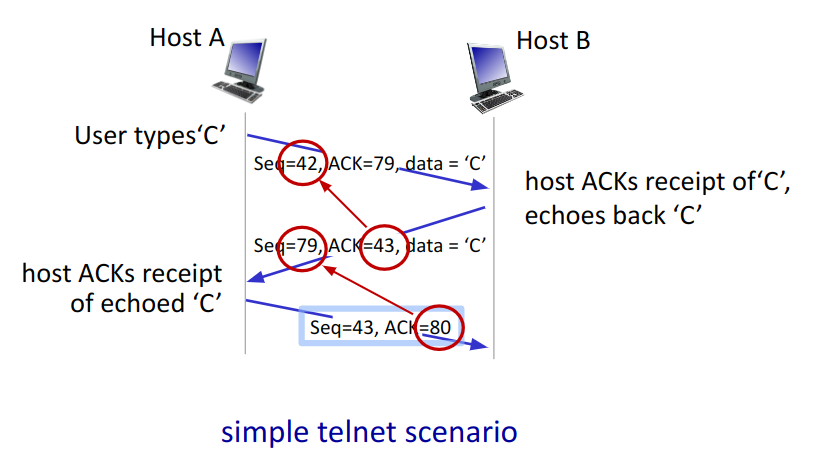 Host A
Host B
User types‘C’
Seq=42, ACK=79, data = ‘C’
host ACKs receipt of‘C’,
echoes back ‘C’
Seq=79, ACK=43, data = ‘C’
host ACKs receipt
of echoed ‘C’
Seq=43, ACK=80
simple telnet scenario